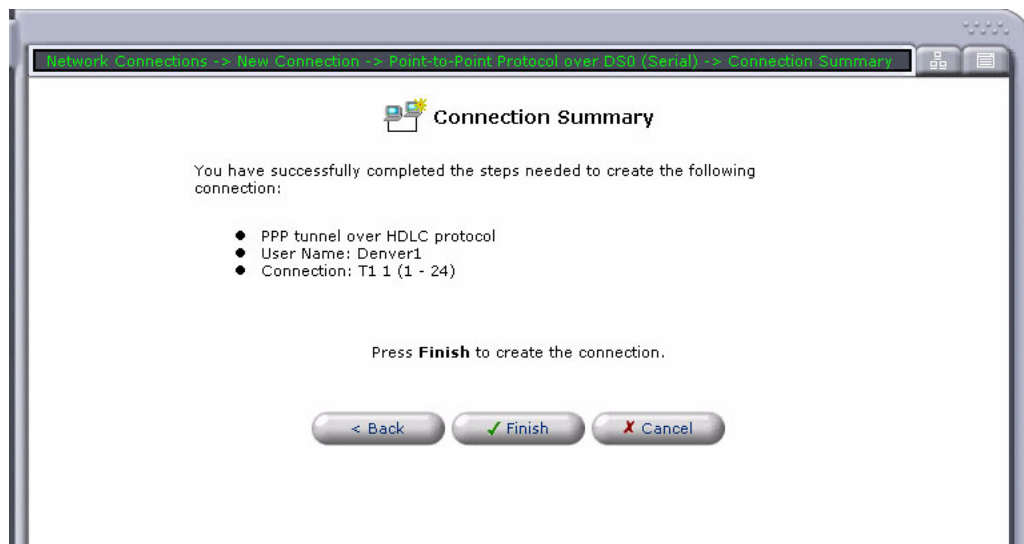 Network Connections -> New Connection -> Point-to-Point Protocol over DS0 (Serial) -> Connection Summary
Connection Summary
You have successfully completed the steps needed to create the following
connection:
● PPP tunnel over HDLC protocol
● User Name: Denver1
● Connection: T1 1 (1 - 24)
Press Finish to create the connection.
< Back
Finish
Cancel